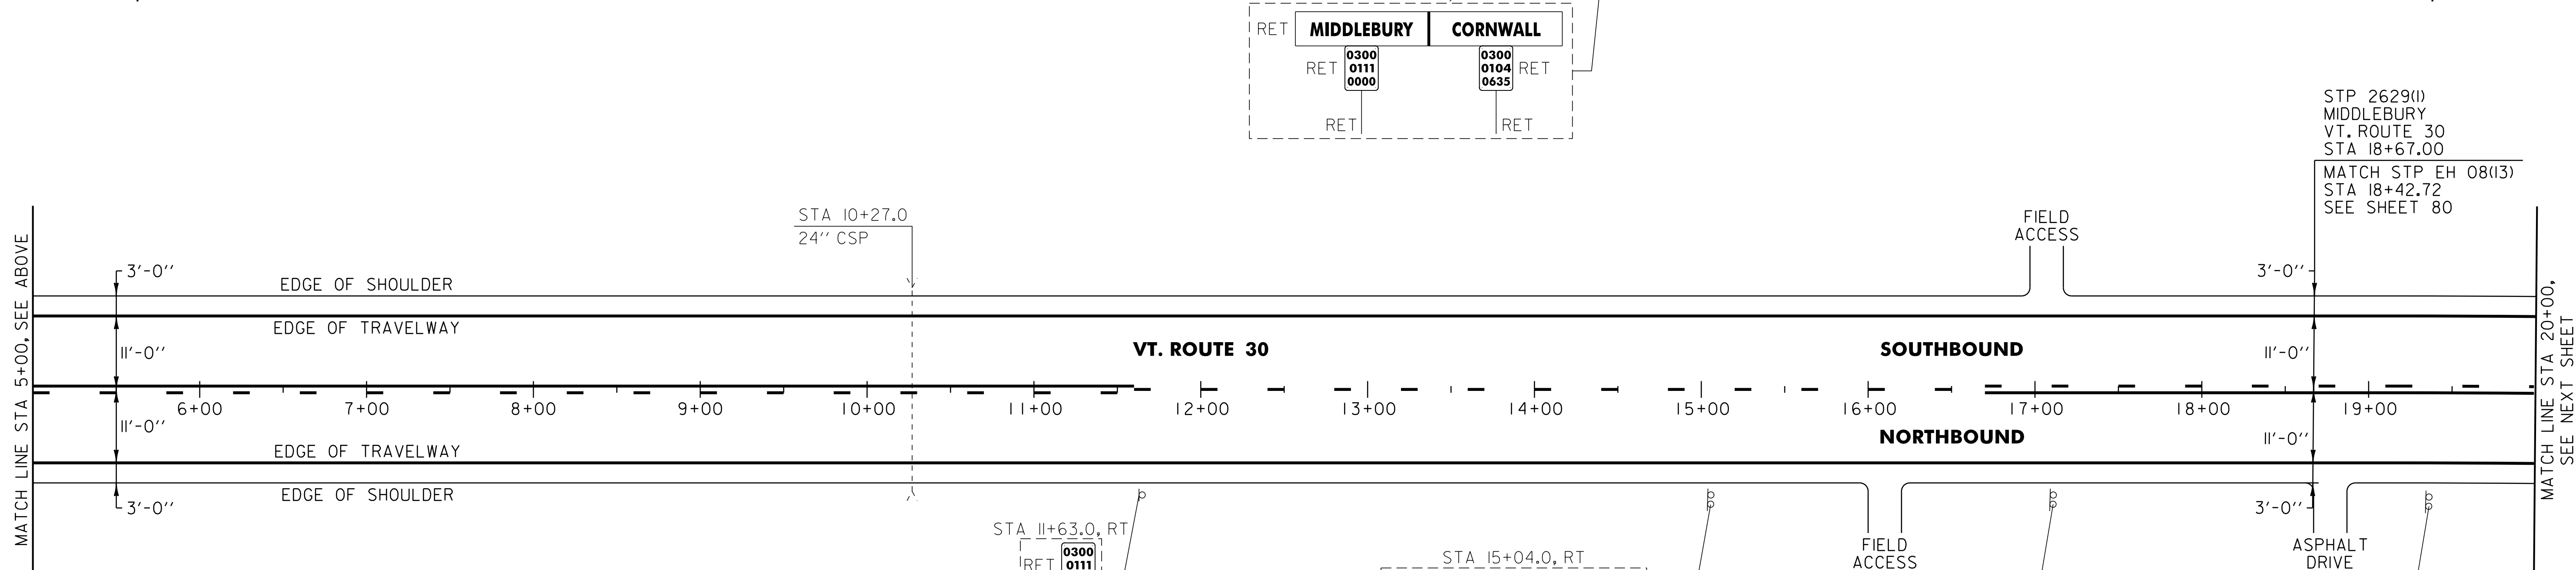 RET MIDDLEBURY CORNWALL
RET 0300 0111 0000
0300 0104 0635 RET
RET RET
STP 2629(1)
MIDDLEBURY
VT. ROUTE 30
STA 18+67.00
MATCH STP EH 08(13)
STA 18+42.72
SEE SHEET 80
STA 10+27.0
24'' CSP
FIELD
ACCESS
MATCH LINE STA 5+00, SEE ABOVE
3'-0''
EDGE OF SHOULDER
3'-0''
EDGE OF TRAVELWAY
11'-0''
VT. ROUTE 30
SOUTHBOUND
11'-0''
6+00 7+00 8+00 9+00 10+00 11+00 12+00 13+00 14+00 15+00 16+00 17+00 18+00 19+00
11'-0''
NORTHBOUND
11'-0''
EDGE OF TRAVELWAY
EDGE OF SHOULDER
3'-0''
3'-0''
MATCH LINE STA 20+00,
SEE NEXT SHEET
STA 11+63.0, RT
RET 0300
0111
STA 15+04.0, RT
FIELD
ACCESS
ASPHALT
DRIVE